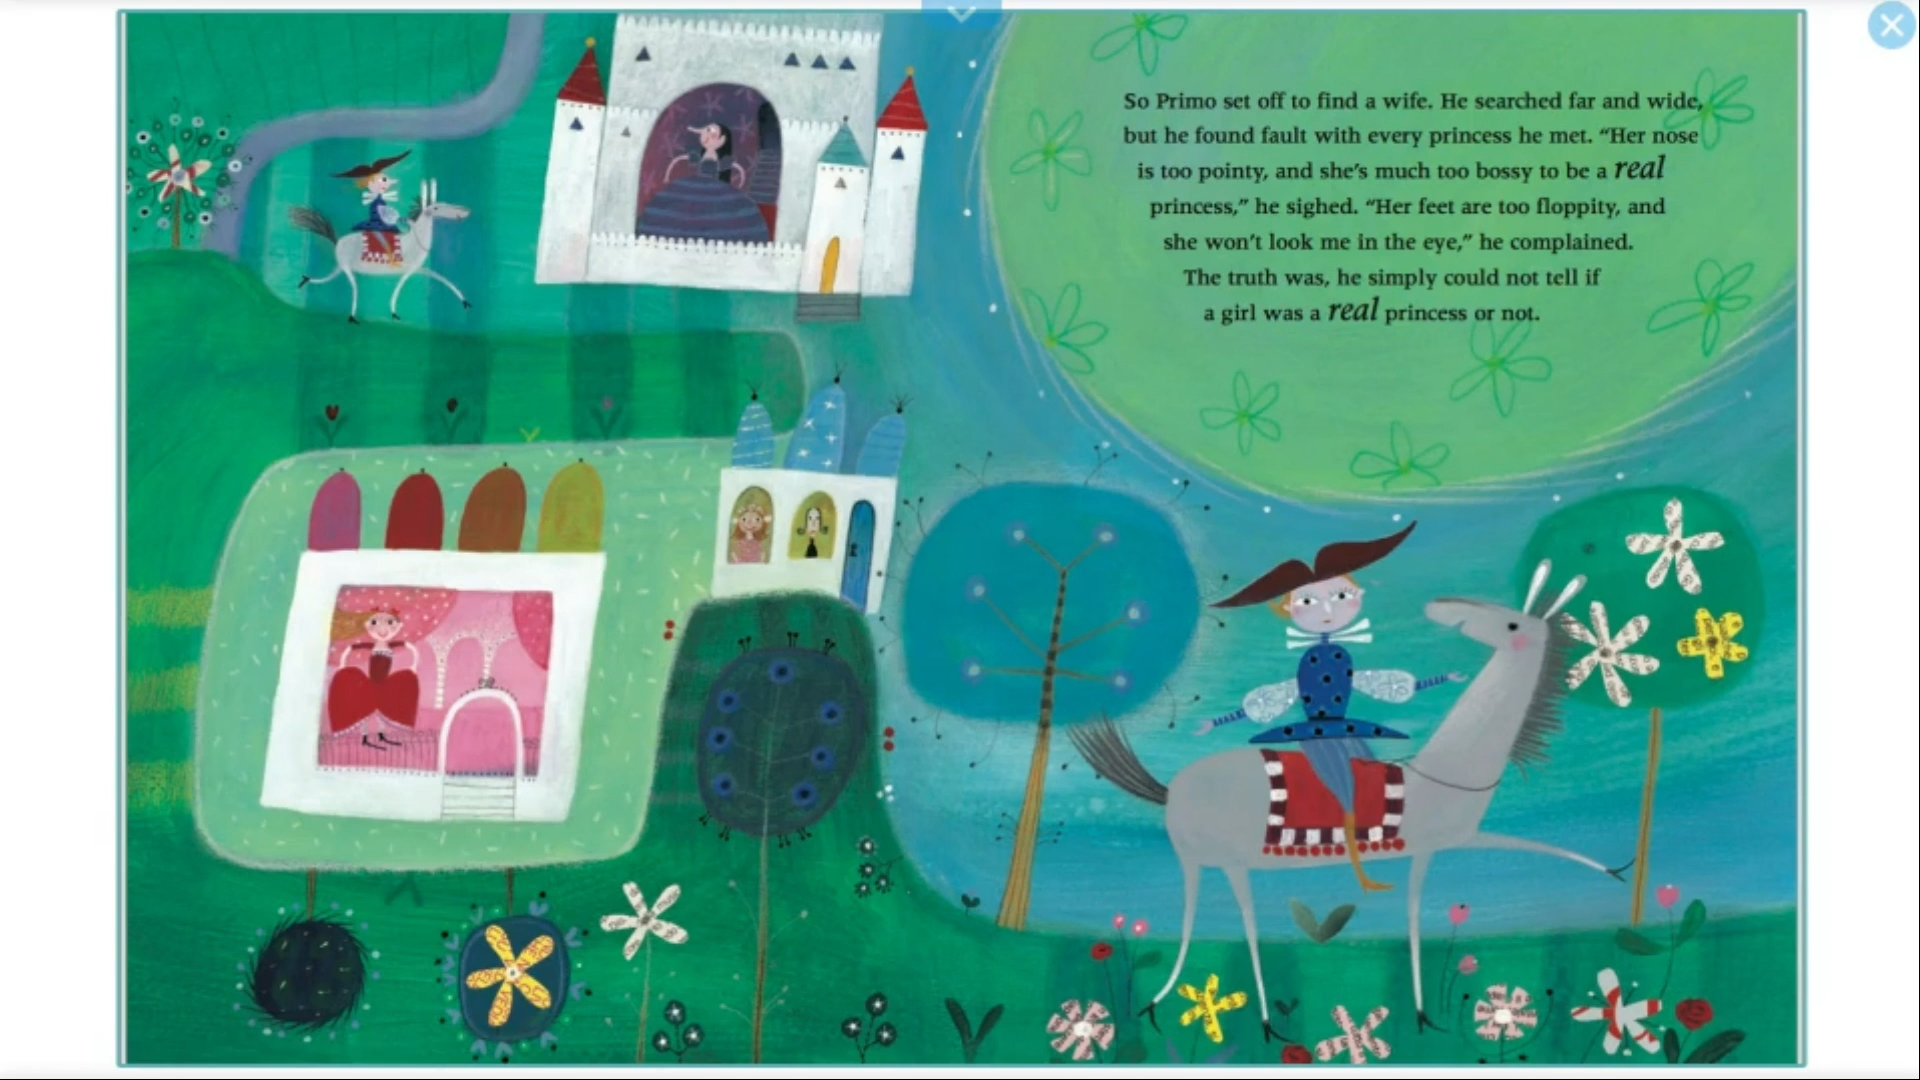 So Primo set off to find a wife. He searched far and wide,
but he found fault with every princess he met. “Her nose
is too pointy, and she’s much too bossy to be a real
princess,” he sighed. “Her feet are too floppity, and
she won’t look me in the eye,” he complained.
The truth was, he simply could not tell if
a girl was a real princess or not.